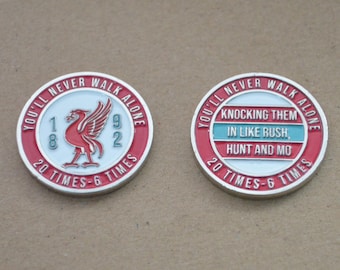 YOU'LL NEVER WALK ALONE
18 92
20 TIMES-6 TIMES
YOU'LL NEVER WALK ALONE
KNOCKING THEM
IN LIKE RUSH,
HUNT AND MO
20 TIMES-6 TIMES